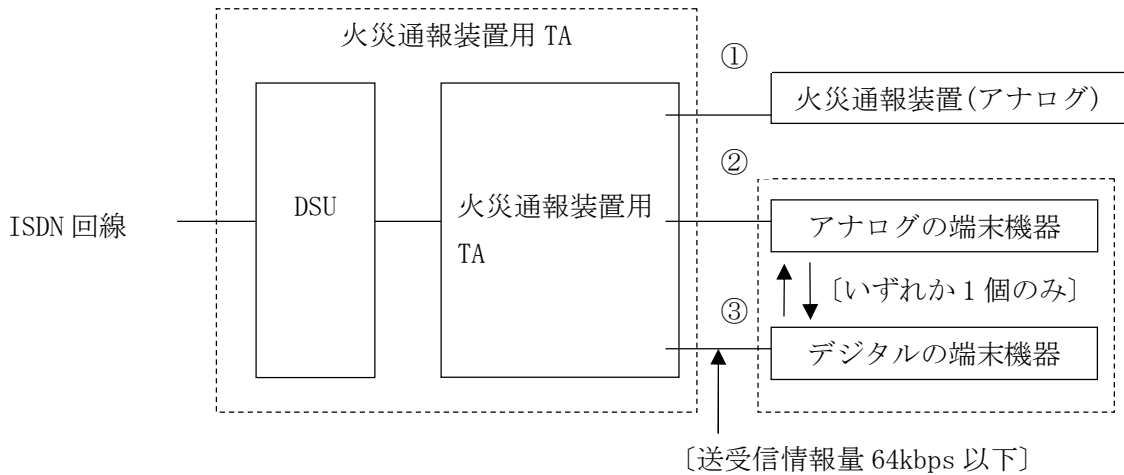 火災通報装置用 TA
①
火災通報装置(アナログ)
②
ISDN 回線
DSU
火災通報装置用
TA
アナログの端末機器
〔いずれか 1 個のみ〕
③
デジタルの端末機器
〔送受信情報量 64kbps 以下〕